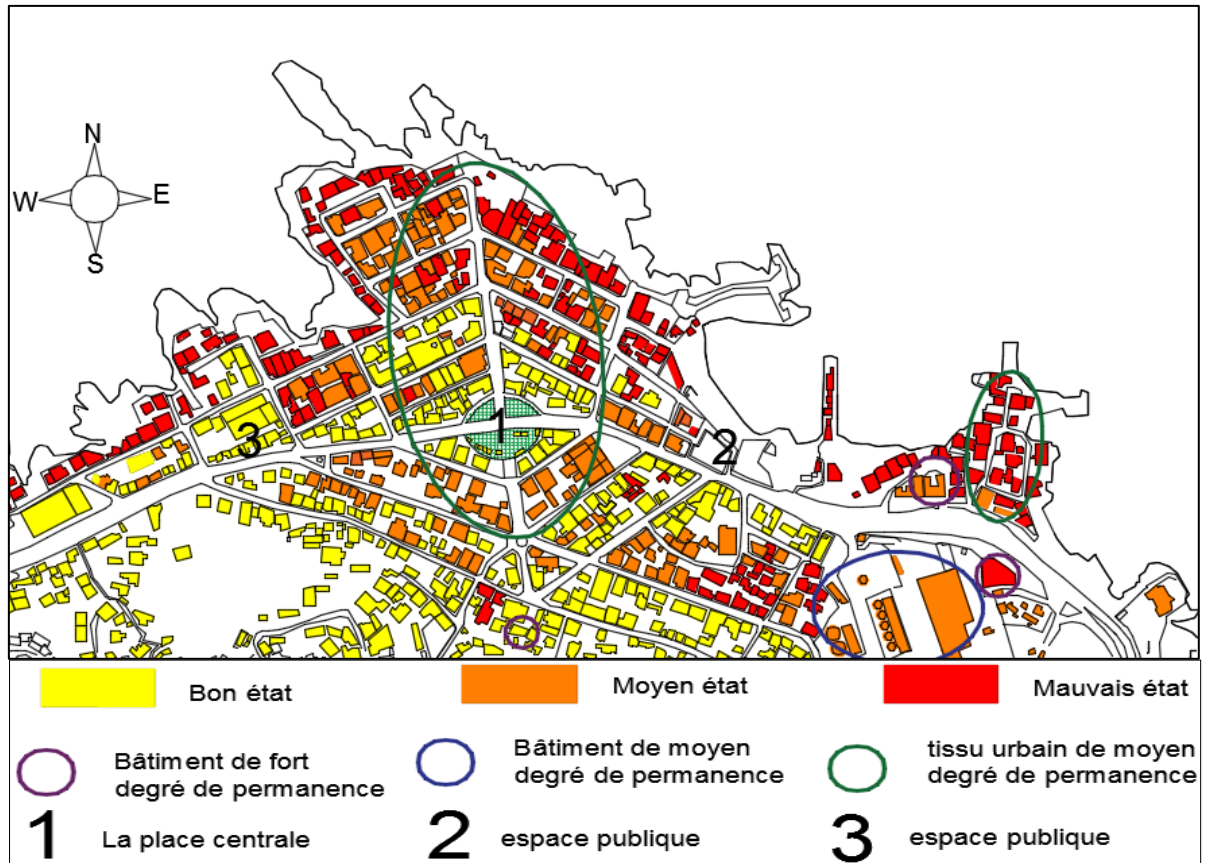 N
W E
S
1
2
3
Bon état
Moyen état
Mauvais état
Bâtiment de fort
degré de permanence
Bâtiment de moyen
degré de permanence
tissu urbain de moyen
degré de permanence
1 La place centrale
2 espace publique
3 espace publique